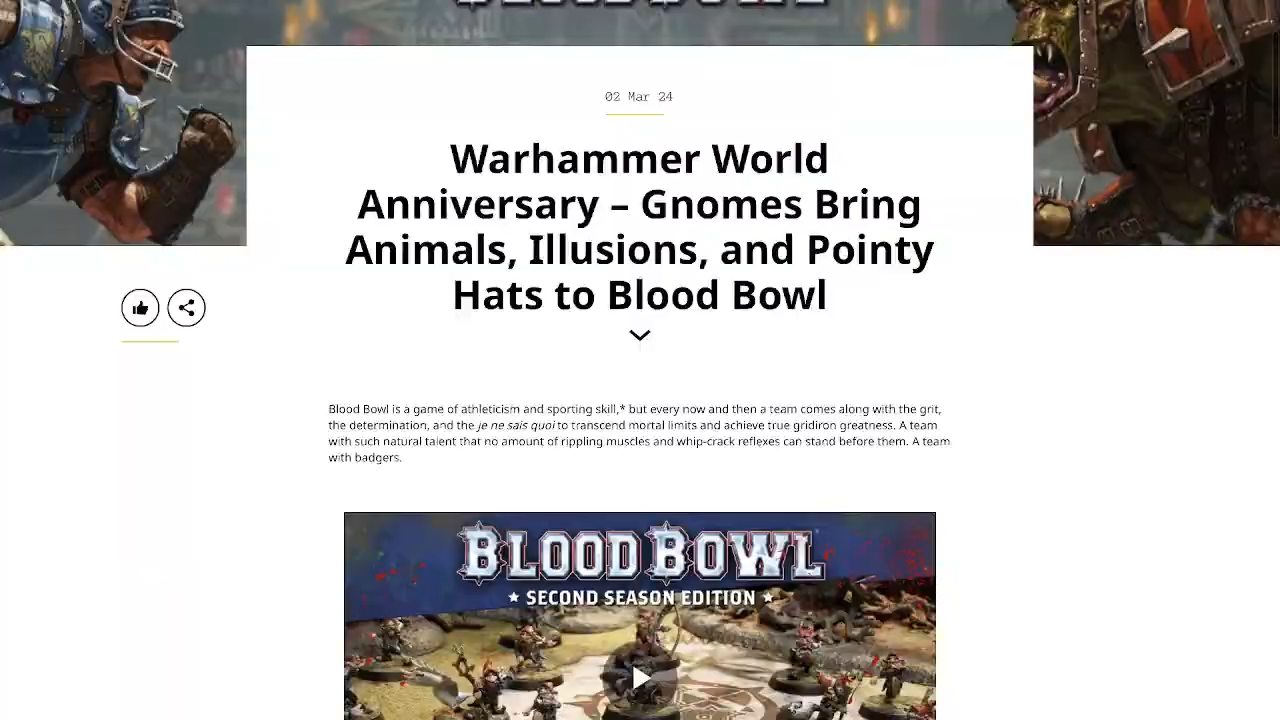 BLOOD BOWL
02 Mar 24
Warhammer World
Anniversary – Gnomes Bring
Animals, Illusions, and Pointy
Hats to Blood Bowl
Blood Bowl is a game of athleticism and sporting skill,* but every now and then a team comes along with the grit,
the determination, and the je ne sais quoi to transcend mortal limits and achieve true gridiron greatness. A team
with such natural talent that no amount of rippling muscles and whip-crack reflexes can stand before them. A team
with badgers.
BLOOD BOWL
SECOND SEASON EDITION